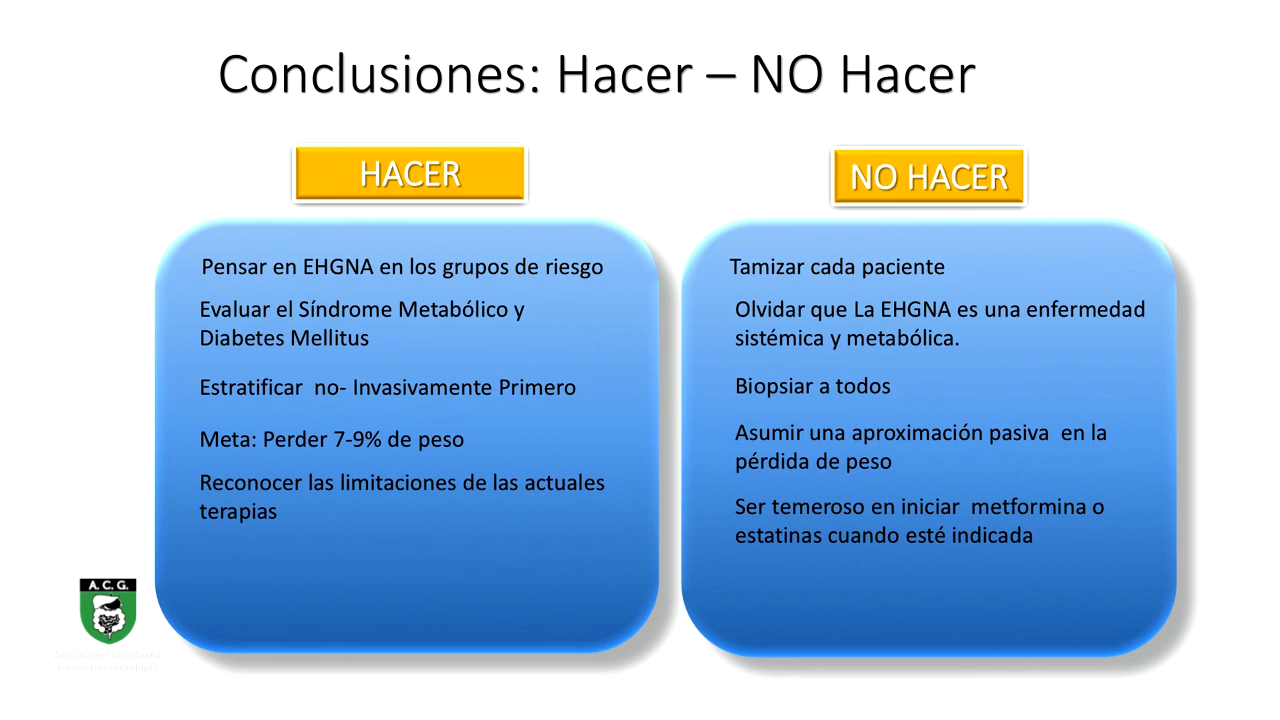 Conclusiones: Hacer – NO Hacer
HACER
Pensar en EHGNA en los grupos de riesgo
Evaluar el Síndrome Metabólico y
Diabetes Mellitus
Estratificar  no- Invasivamente Primero
Meta: Perder 7-9% de peso
Reconocer las limitaciones de las actuales
terapias
NO HACER
Tamizar cada paciente
Olvidar que La EHGNA es una enfermedad
sistémica y metabólica.
Biopsiar a todos
Asumir una aproximación pasiva  en la
pérdida de peso
Ser temeroso en iniciar  metformina o
estatinas cuando esté indicada
A. C. G.